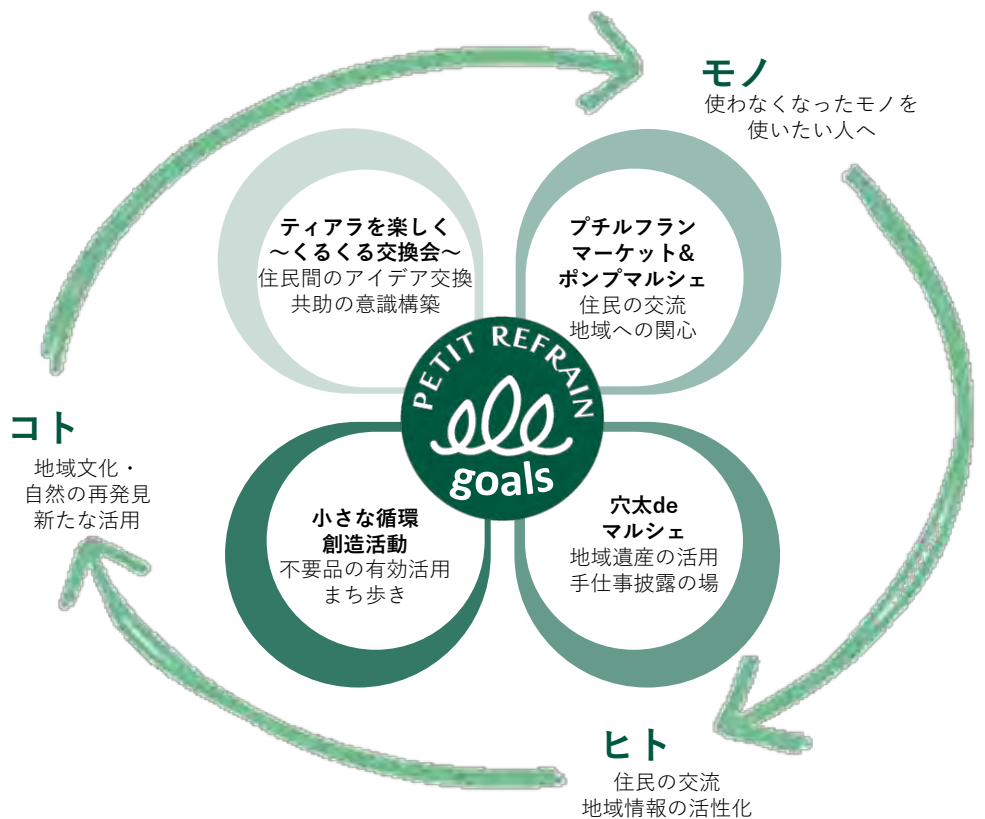 モノ
使わなくなったモノを
使いたい人へ
ティアラを楽しく
～くるくる交換会～
住民間のアイデア交換
共助の意識構築
プチルフラン
マーケット&
ポンプマルシェ
住民の交流
地域への関心
PETIT REFRAIN
goals
コト
地域文化・
自然の再発見
新たな活用
小さな循環
創造活動
不要品の有効活用
まち歩き
穴太de
マルシェ
地域遺産の活用
手仕事披露の場
ヒト
住民の交流
地域情報の活性化